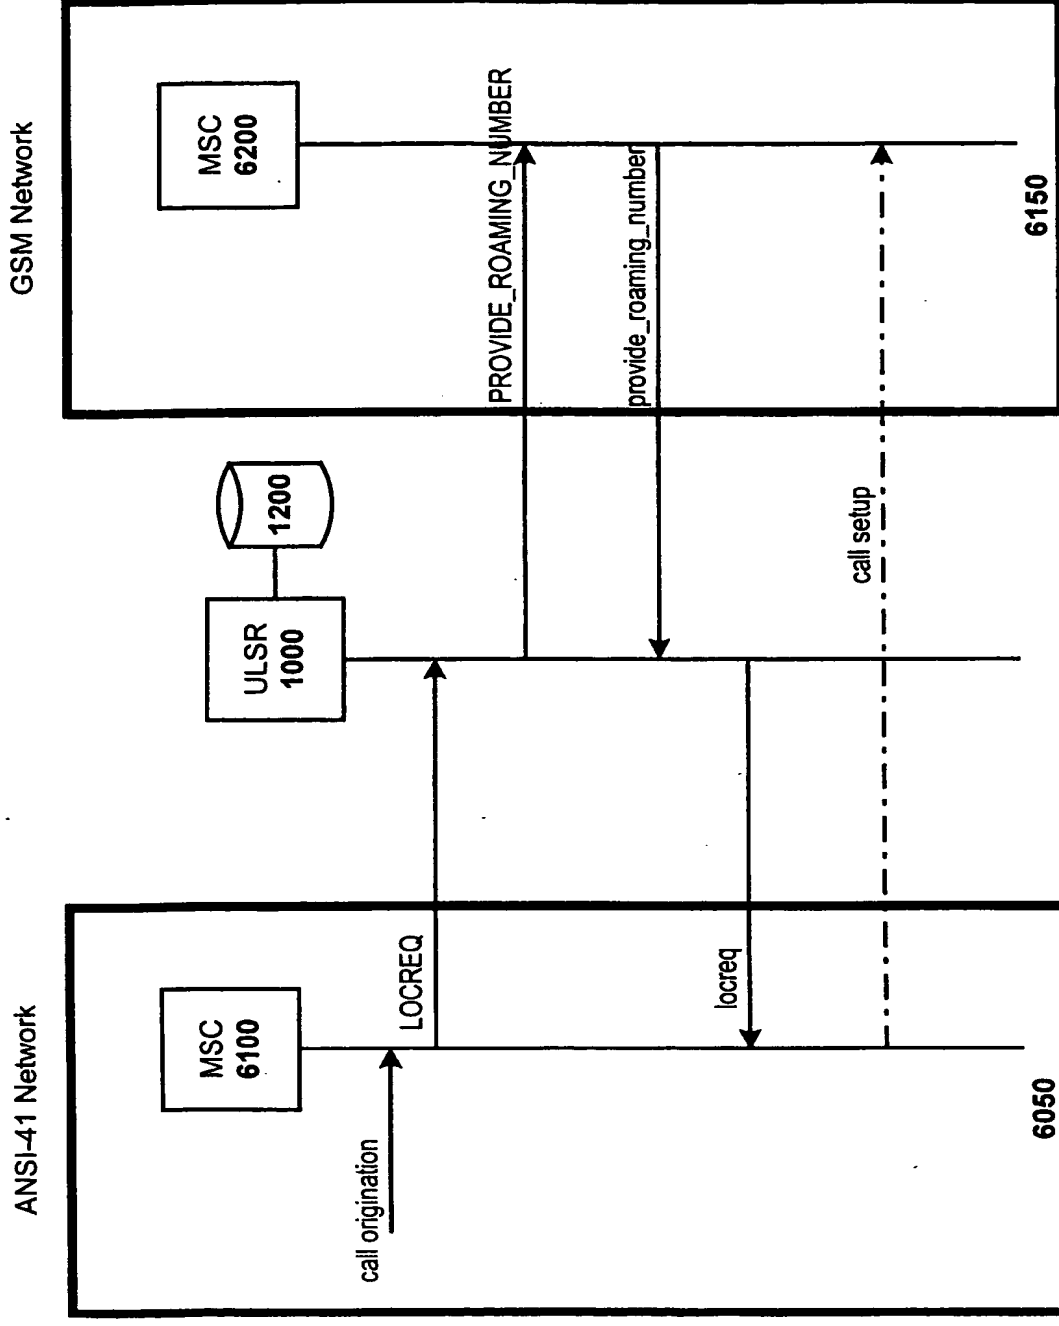 ANSI-41 Network
GSM Network
MSC
6100
ULSR
1000
1200
MSC
6200
call origination
LOCREQ
PROVIDE_ROAMING_NUMBER
provide_roaming_number
locreq
call setup
6050
6150